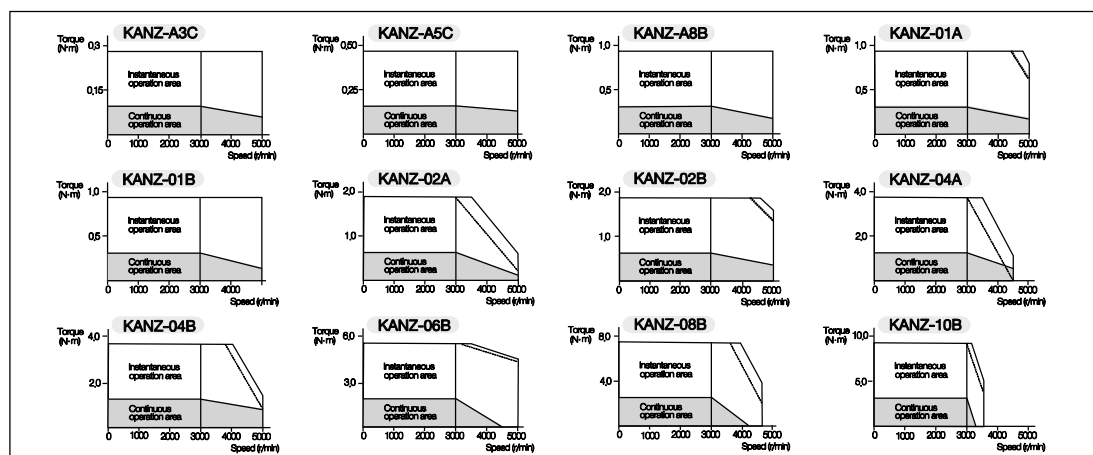 KANZ-A3C
Torque
(N·m)
0,3
0,15
Instantaneous
operation area
Continuous
operation area
0 1000 2000 3000 4000 5000
Speed (r/min)
KANZ-A5C
Torque
(N·m)
0,50
0,25
Instantaneous
operation area
Continuous
operation area
0 1000 2000 3000 4000 5000
Speed (r/min)
KANZ-A8B
Torque
(N·m)
1,0
0,5
Instantaneous
operation area
Continuous
operation area
0 1000 2000 3000 4000 5000
Speed (r/min)
KANZ-01A
Torque
(N·m)
1,0
0,5
Instantaneous
operation area
Continuous
operation area
0 1000 2000 3000 4000 5000
Speed (r/min)
KANZ-01B
Torque
(N·m)
1,0
0,5
Instantaneous
operation area
Continuous
operation area
0 1000 2000 3000 4000 5000
Speed (r/min)
KANZ-02A
Torque
(N·m)
2,0
1,0
Instantaneous
operation area
Continuous
operation area
0 1000 2000 3000 4000 5000
Speed (r/min)
KANZ-02B
Torque
(N·m)
2,0
1,0
Instantaneous
operation area
Continuous
operation area
0 1000 2000 3000 4000 5000
Speed (r/min)
KANZ-04A
Torque
(N·m)
4,0
2,0
Instantaneous
operation area
Continuous
operation area
0 1000 2000 3000 4000 5000
Speed (r/min)
KANZ-04B
Torque
(N·m)
4,0
2,0
Instantaneous
operation area
Continuous
operation area
0 1000 2000 3000 4000 5000
Speed (r/min)
KANZ-06B
Torque
(N·m)
6,0
3,0
Instantaneous
operation area
Continuous
operation area
0 1000 2000 3000 4000 5000
Speed (r/min)
KANZ-08B
Torque
(N·m)
8,0
4,0
Instantaneous
operation area
Continuous
operation area
0 1000 2000 3000 4000 5000
Speed (r/min)
KANZ-10B
Torque
(N·m)
10,0
5,0
Instantaneous
operation area
Continuous
operation area
0 1000 2000 3000 4000 5000
Speed (r/min)